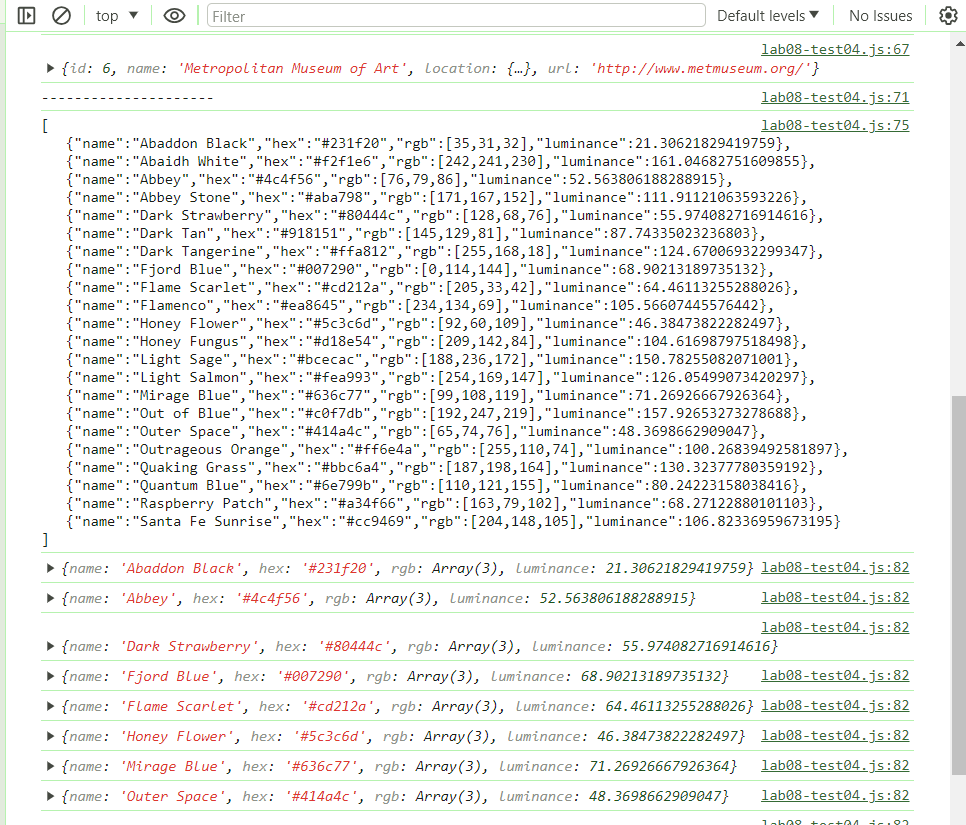 top ▼ Filter Default levels ▼ No Issues
lab08-test04.js:67
▶ {id: 6, name: 'Metropolitan Museum of Art', location: {…}, url: 'http://www.metmuseum.org/'}
--------------------- lab08-test04.js:71
[ lab08-test04.js:75
{"name":"Abaddon Black","hex":"#231f20","rgb":[35,31,32],"luminance":21.30621829419759},
{"name":"Abaidh White","hex":"#f2f1e6","rgb":[242,241,230],"luminance":161.04682751609855},
{"name":"Abbey","hex":"#4c4f56","rgb":[76,79,86],"luminance":52.563806188288915},
{"name":"Abbey Stone","hex":"#aba798","rgb":[171,167,152],"luminance":111.91121063593226},
{"name":"Dark Strawberry","hex":"#80444c","rgb":[128,68,76],"luminance":55.974082716914616},
{"name":"Dark Tan","hex":"#918151","rgb":[145,129,81],"luminance":87.74335023236803},
{"name":"Dark Tangerine","hex":"#ffa812","rgb":[255,168,18],"luminance":124.67006932299347},
{"name":"Fjord Blue","hex":"#007290","rgb":[0,114,144],"luminance":68.90213189735132},
{"name":"Flame Scarlet","hex":"#cd212a","rgb":[205,33,42],"luminance":64.46113255288026},
{"name":"Flamenco","hex":"#ea8645","rgb":[234,134,69],"luminance":105.56607445576442},
{"name":"Honey Flower","hex":"#5c3c6d","rgb":[92,60,109],"luminance":46.38473822282497},
{"name":"Honey Fungus","hex":"#d18e54","rgb":[209,142,84],"luminance":104.61698797518498},
{"name":"Light Sage","hex":"#bcecac","rgb":[188,236,172],"luminance":150.78255082071001},
{"name":"Light Salmon","hex":"#fea993","rgb":[254,169,147],"luminance":126.05499073420297},
{"name":"Mirage Blue","hex":"#636c77","rgb":[99,108,119],"luminance":71.26926667926364},
{"name":"Out of Blue","hex":"#c0f7db","rgb":[192,247,219],"luminance":157.92653273278688},
{"name":"Outer Space","hex":"#414a4c","rgb":[65,74,76],"luminance":48.3698662909047},
{"name":"Outrageous Orange","hex":"#ff6e4a","rgb":[255,110,74],"luminance":100.26839492581897},
{"name":"Quaking Grass","hex":"#bbc6a4","rgb":[187,198,164],"luminance":130.32377780359192},
{"name":"Quantum Blue","hex":"#6e799b","rgb":[110,121,155],"luminance":80.24223158038416},
{"name":"Raspberry Patch","hex":"#a34f66","rgb":[163,79,102],"luminance":68.27122880101103},
{"name":"Santa Fe Sunrise","hex":"#cc9469","rgb":[204,148,105],"luminance":106.82336959673195}
]
▶ {name: 'Abaddon Black', hex: '#231f20', rgb: Array(3), luminance: 21.30621829419759} lab08-test04.js:82
▶ {name: 'Abbey', hex: '#4c4f56', rgb: Array(3), luminance: 52.563806188288915} lab08-test04.js:82
lab08-test04.js:82
▶ {name: 'Dark Strawberry', hex: '#80444c', rgb: Array(3), luminance: 55.974082716914616}
▶ {name: 'Fjord Blue', hex: '#007290', rgb: Array(3), luminance: 68.90213189735132} lab08-test04.js:82
▶ {name: 'Flame Scarlet', hex: '#cd212a', rgb: Array(3), luminance: 64.46113255288026} lab08-test04.js:82
▶ {name: 'Honey Flower', hex: '#5c3c6d', rgb: Array(3), luminance: 46.38473822282497} lab08-test04.js:82
▶ {name: 'Mirage Blue', hex: '#636c77', rgb: Array(3), luminance: 71.26926667926364} lab08-test04.js:82
▶ {name: 'Outer Space', hex: '#414a4c', rgb: Array(3), luminance: 48.3698662909047} lab08-test04.js:82
lab08-test04.js:82